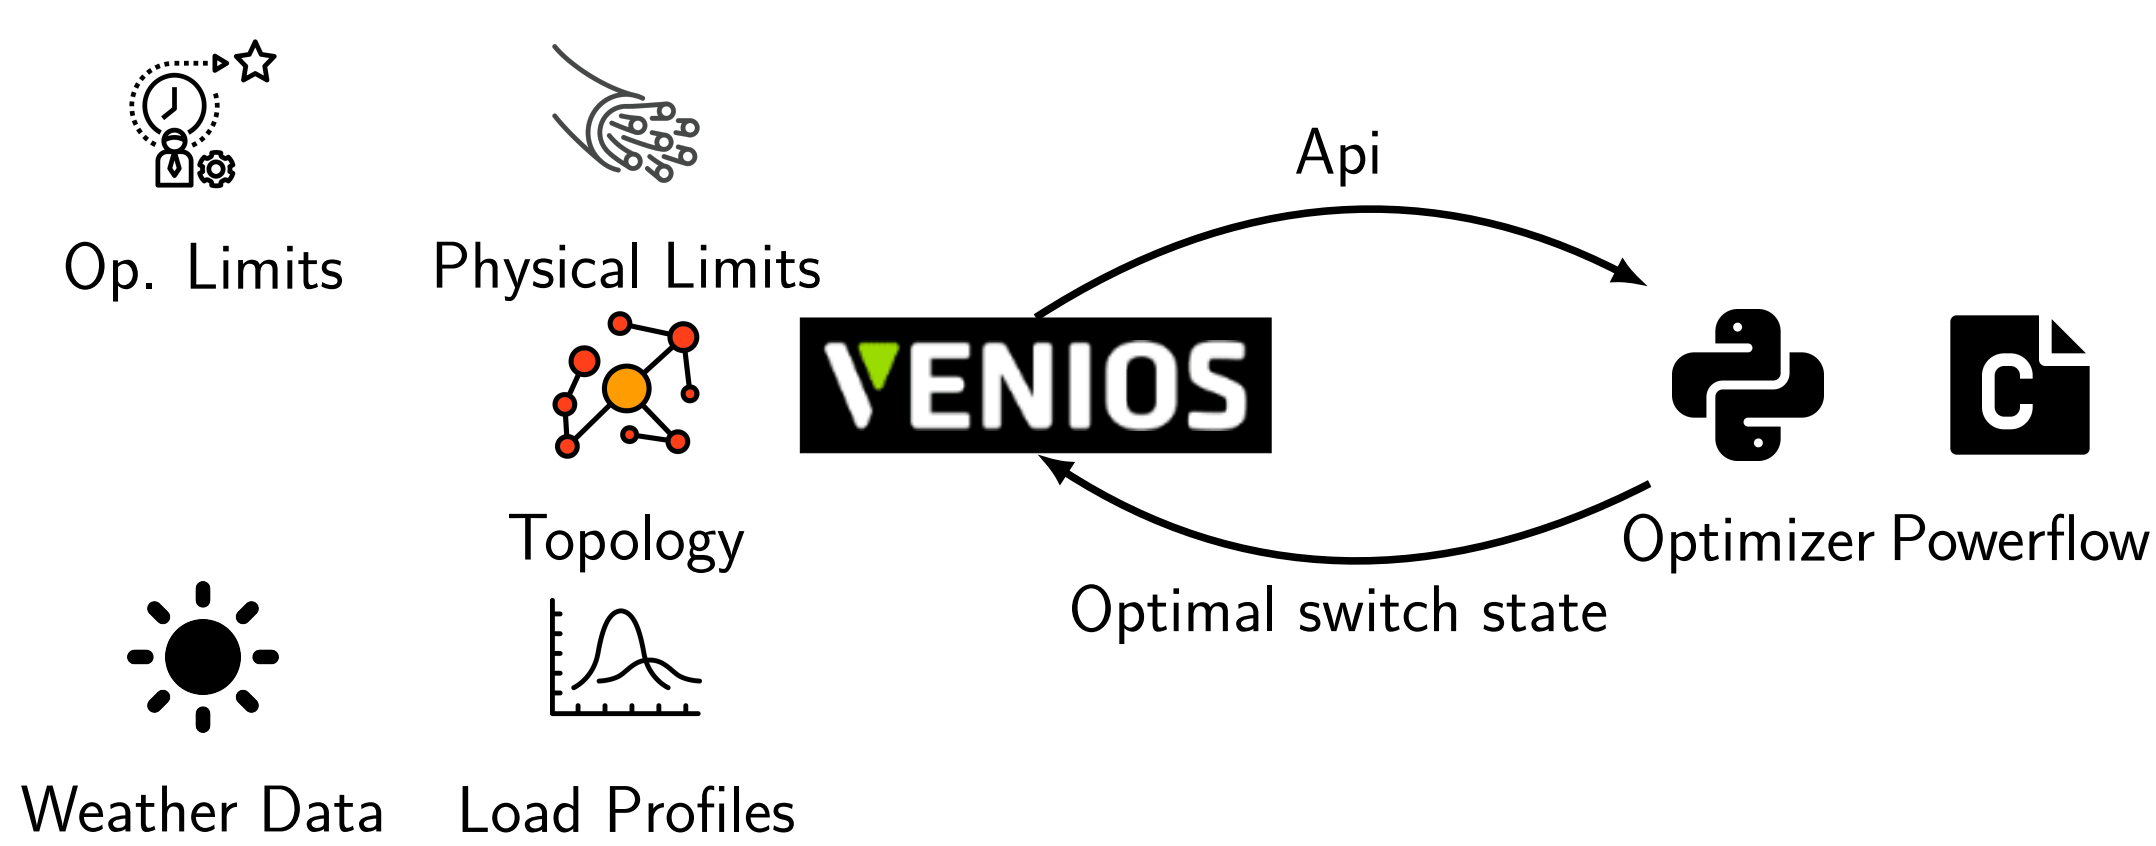 Api
Op. Limits
Physical Limits
VENIOS
C
Topology
Optimizer
Powerflow
Optimal switch state
Weather Data
Load Profiles